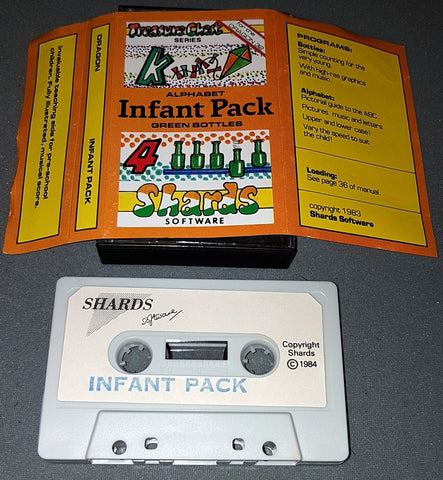 Invaluable teaching aids for pre-school
children. Fully illustrated, musical score.
DRAGON
INFANT PACK
Treasure Chest
SERIES
k
ALPHABET
Infant Pack
GREEN BOTTLES
4
Shards
SOFTWARE
PROGRAMS:
Bottles:
Simple counting for the
very young.
With high-res graphics
and music.
Alphabet:
Pictorial guide to the ABC.
Pictures, music and letters.
Upper and lower case!
Vary the speed to suit
the child!
Loading:
See page 36 of manual.
copyright 1983
Shards Software
SHARDS
software
Copyright
Shards
© 1984
INFANT PACK